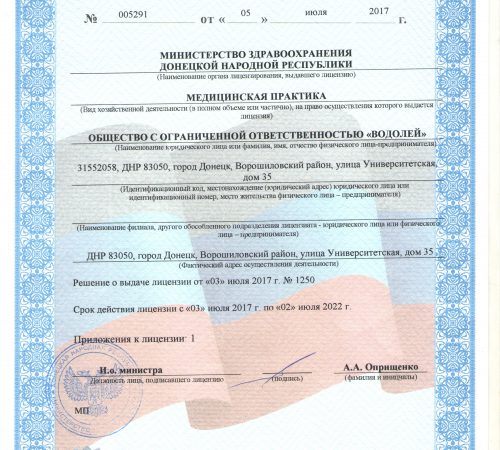 № 005291 от « 05 » июля 2017 г.
МИНИСТЕРСТВО ЗДРАВООХРАНЕНИЯ
ДОНЕЦКОЙ НАРОДНОЙ РЕСПУБЛИКИ
(Наименование органа лицензирования, выдавшего лицензию)
МЕДИЦИНСКАЯ ПРАКТИКА
(Вид хозяйственной деятельности (в полном объеме или частично), на право осуществления которого выдается
лицензия)
ОБЩЕСТВО С ОГРАНИЧЕННОЙ ОТВЕТСТВЕННОСТЬЮ «ВОДОЛЕЙ»
(Наименование юридического лица или фамилия, имя, отчество физического лица-предпринимателя)
31552058, ДНР 83050, город Донецк, Ворошиловский район, улица Университетская,
дом 35
(Идентификационный код, местонахождение (юридический адрес) юридического лица или
идентификационный номер, место жительства физического лица – предпринимателя)
(Наименование филиала, другого обособленного подразделения лицензиата - юридического лица или физического
лица – предпринимателя)
ДНР 83050, город Донецк, Ворошиловский район, улица Университетская, дом 35
(Фактический адрес осуществления деятельности)
Решение о выдаче лицензии от «03» июля 2017 г. № 1250
Срок действия лицензии с «03» июля 2017 г. по «02» июля 2022 г.
Приложения к лицензии 1
И.о. министра А.А. Оприщенко
Должность лица, подписавшего лицензию (подпись) (фамилия и инициалы)
МП